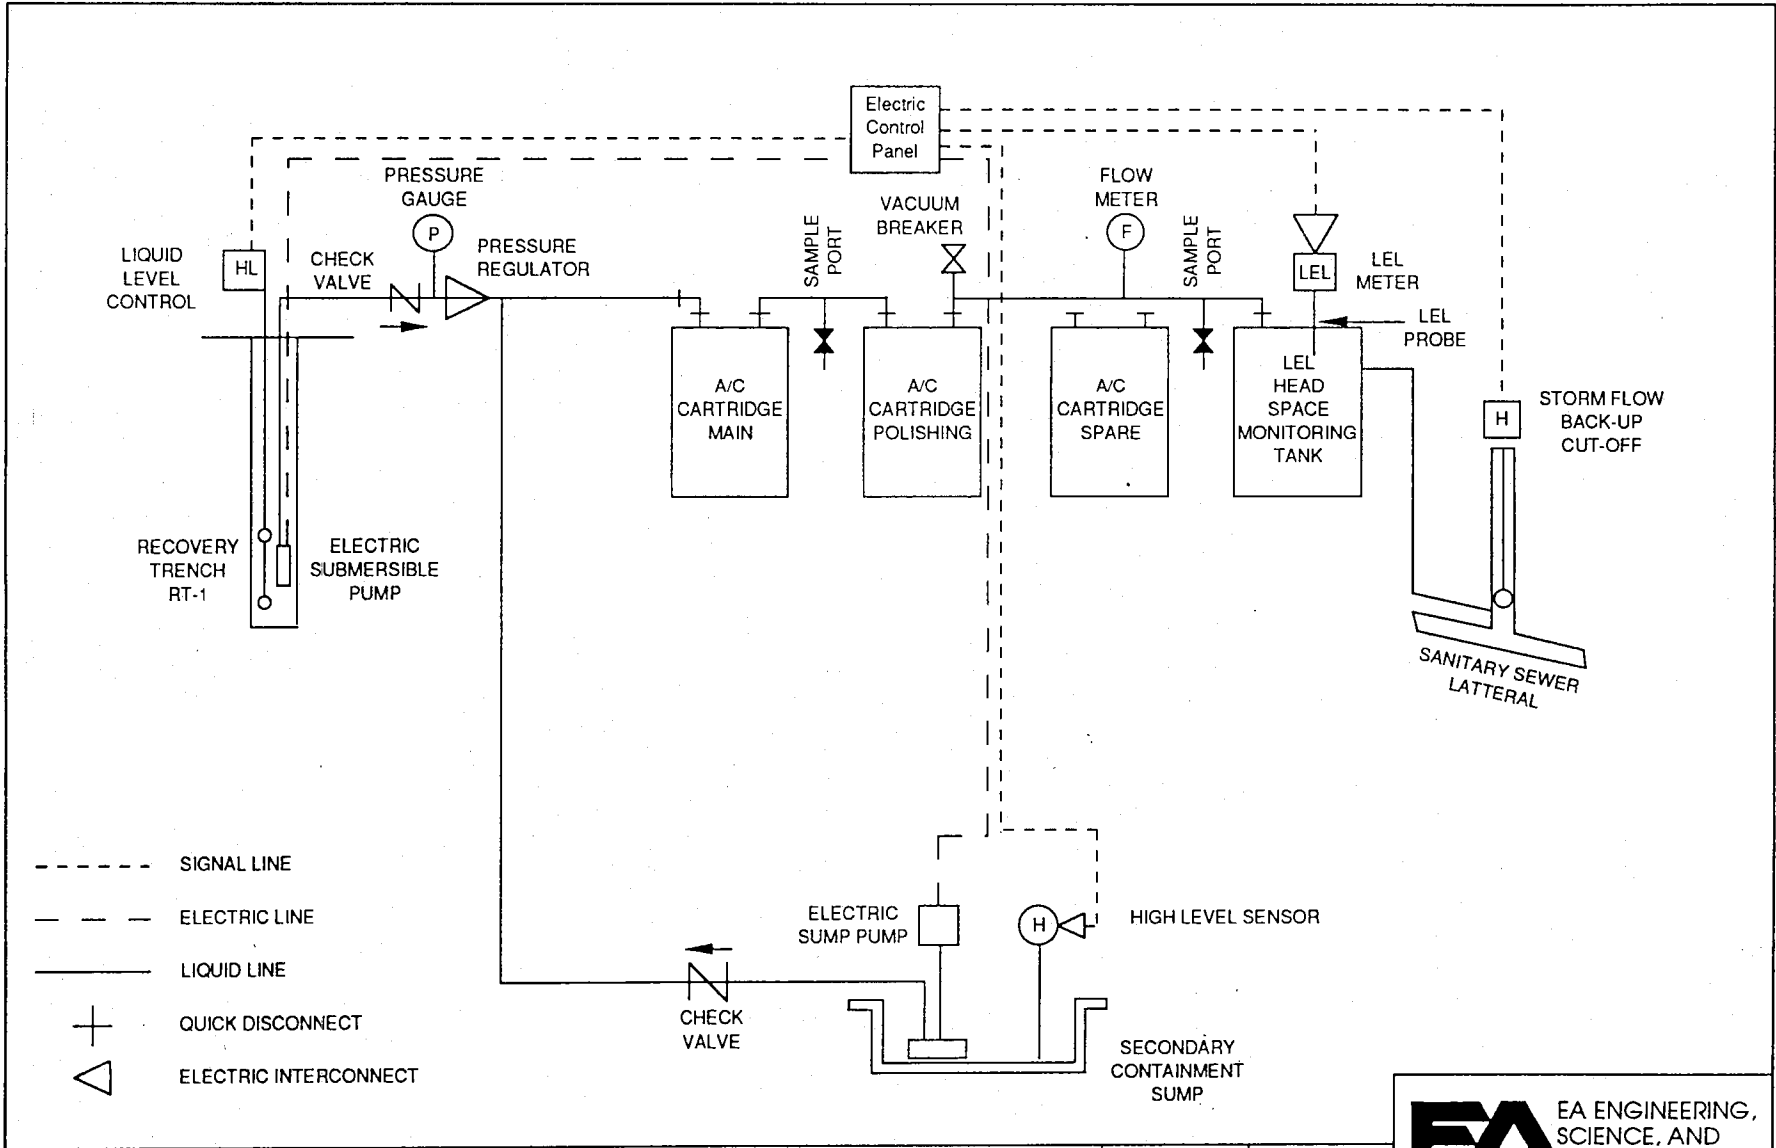 Electric
Control
Panel
PRESSURE
GAUGE
P
LIQUID
LEVEL
CONTROL
HL
CHECK
VALVE
PRESSURE
REGULATOR
SAMPLE
PORT
VACUUM
BREAKER
FLOW
METER
F
SAMPLE
PORT
LEL
LEL
METER
LEL
PROBE
A/C
CARTRIDGE
MAIN
A/C
CARTRIDGE
POLISHING
A/C
CARTRIDGE
SPARE
LEL
HEAD
SPACE
MONITORING
TANK
H
STORM FLOW
BACK-UP
CUT-OFF
RECOVERY
TRENCH
RT-1
ELECTRIC
SUBMERSIBLE
PUMP
SANITARY SEWER
LATTERAL
SIGNAL LINE
ELECTRIC LINE
LIQUID LINE
QUICK DISCONNECT
ELECTRIC INTERCONNECT
ELECTRIC
SUMP PUMP
H
HIGH LEVEL SENSOR
CHECK
VALVE
SECONDARY
CONTAINMENT
SUMP
EA
EA ENGINEERING,
SCIENCE, AND